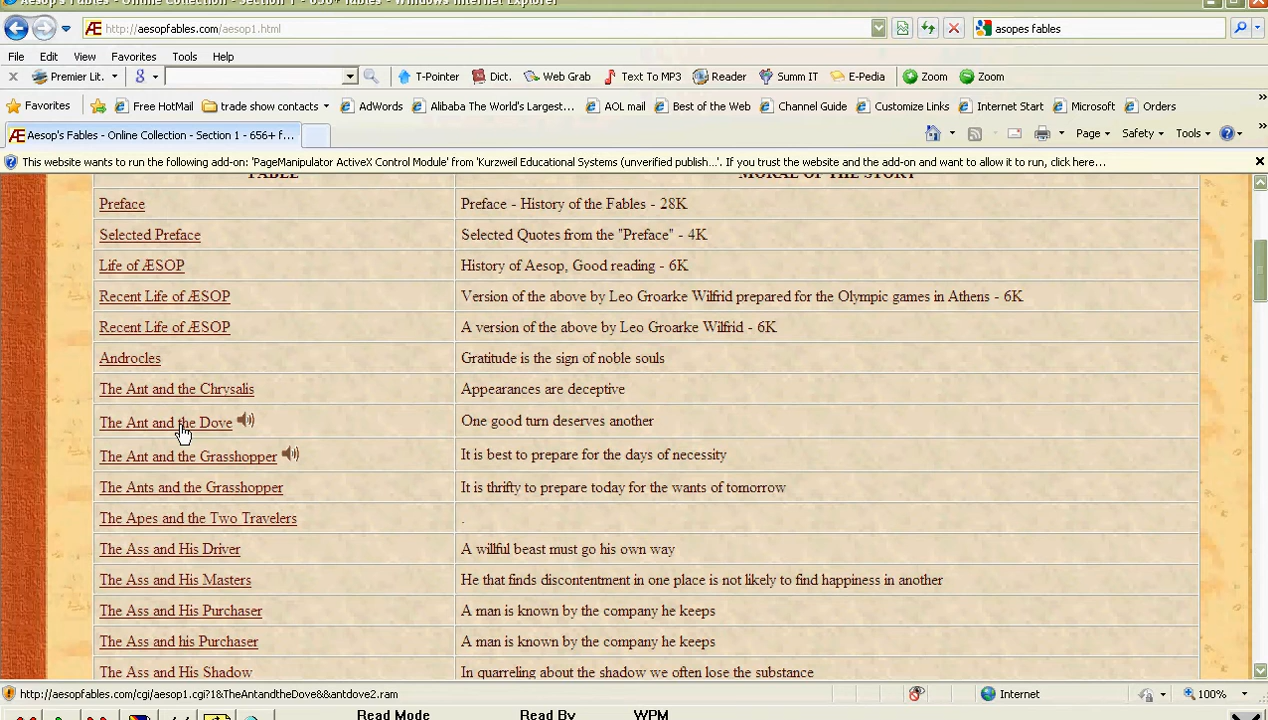 Aesop's Fables - Online Collection - Section 1 - 656+ fables - Windows Internet Explorer
http://aesopfables.com/aesop1.html
asopes fables
File Edit View Favorites Tools Help
x Premier Lit. T-Pointer Dict. Web Grab Text To MP3 Reader Summ IT E-Pedia Zoom Zoom
Favorites Free HotMail trade show contacts AdWords Alibaba The World's Largest... AOL mail Best of the Web Channel Guide Customize Links Internet Start Microsoft Orders
Æ Aesop's Fables - Online Collection - Section 1 - 656+ f... Page Safety Tools
This website wants to run the following add-on: 'PageManipulator ActiveX Control Module' from 'Kurzweil Educational Systems (unverified publish...'. If you trust the website and the add-on and want to allow it to run, click here...
FABLE MORAL OF THE STORY
Preface Preface - History of the Fables - 28K
Selected Preface Selected Quotes from the "Preface" - 4K
Life of ÆSOP History of Aesop, Good reading - 6K
Recent Life of ÆSOP Version of the above by Leo Groarke Wilfrid prepared for the Olympic games in Athens - 6K
Recent Life of ÆSOP A version of the above by Leo Groarke Wilfrid - 6K
Androcles Gratitude is the sign of noble souls
The Ant and the Chrysalis Appearances are deceptive
The Ant and the Dove One good turn deserves another
The Ant and the Grasshopper It is best to prepare for the days of necessity
The Ants and the Grasshopper It is thrifty to prepare today for the wants of tomorrow
The Apes and the Two Travelers .
The Ass and His Driver A willful beast must go his own way
The Ass and His Masters He that finds discontentment in one place is not likely to find happiness in another
The Ass and His Purchaser A man is known by the company he keeps
The Ass and his Purchaser A man is known by the company he keeps
The Ass and His Shadow In quarreling about the shadow we often lose the substance
http://aesopfables.com/cgi/aesop1.cgi?1&TheAntandtheDove&&antdove2.ram Internet 100%
Read Mode Read By WPM